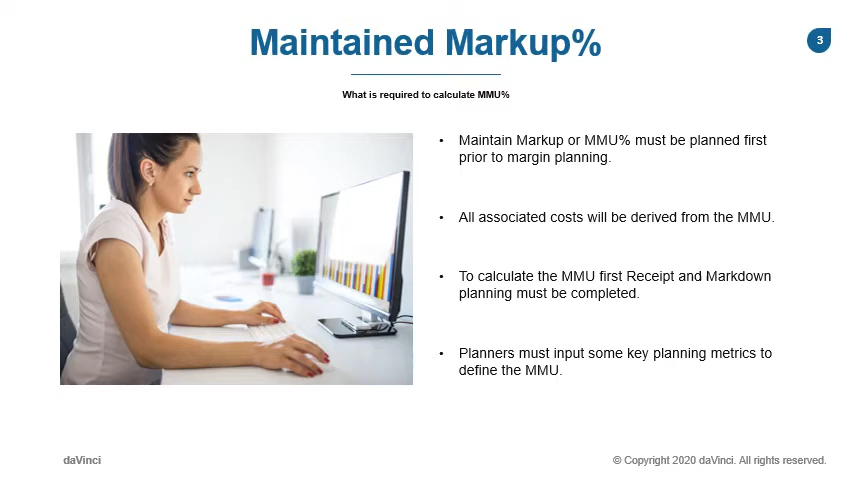 Maintained Markup%
3
What is required to calculate MMU%
• Maintain Markup or MMU% must be planned first
prior to margin planning.
• All associated costs will be derived from the MMU.
• To calculate the MMU first Receipt and Markdown
planning must be completed.
• Planners must input some key planning metrics to
define the MMU.
daVinci
© Copyright 2020 daVinci. All rights reserved.